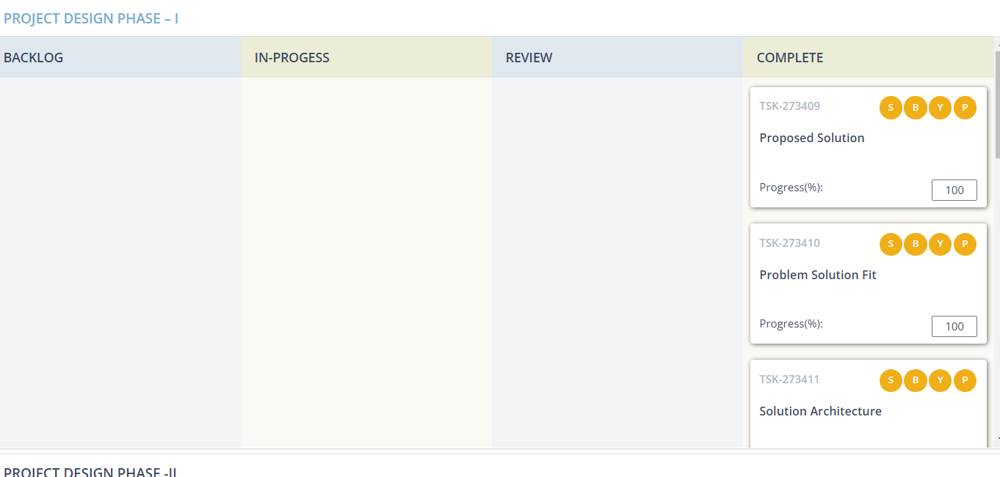 PROJECT DESIGN PHASE – I
BACKLOG
IN-PROGESS
REVIEW
COMPLETE
TSK-273409
S B Y P
Proposed Solution
Progress(%):
100
TSK-273410
S B Y P
Problem Solution Fit
Progress(%):
100
TSK-273411
S B Y P
Solution Architecture
PROJECT DESIGN PHASE -II